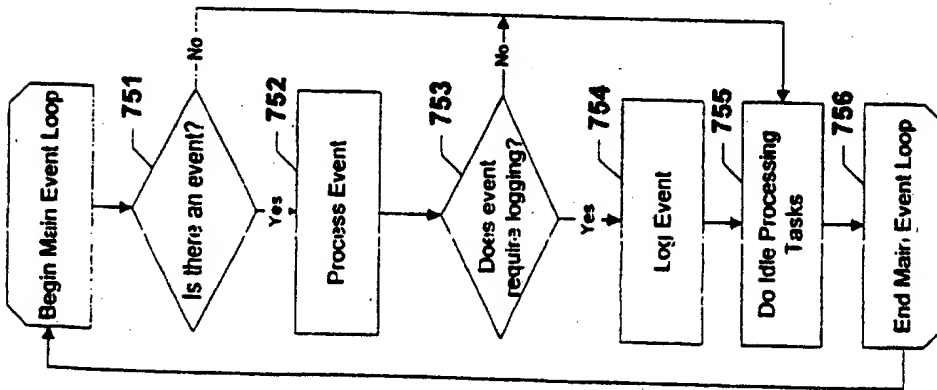 Begin Main Event Loop
751
Is there an event?
No
Yes
752
Process Event
753
Does event
require logging?
No
Yes
754
Log Event
755
Do Idle Processing
Tasks
756
End Main Event Loop